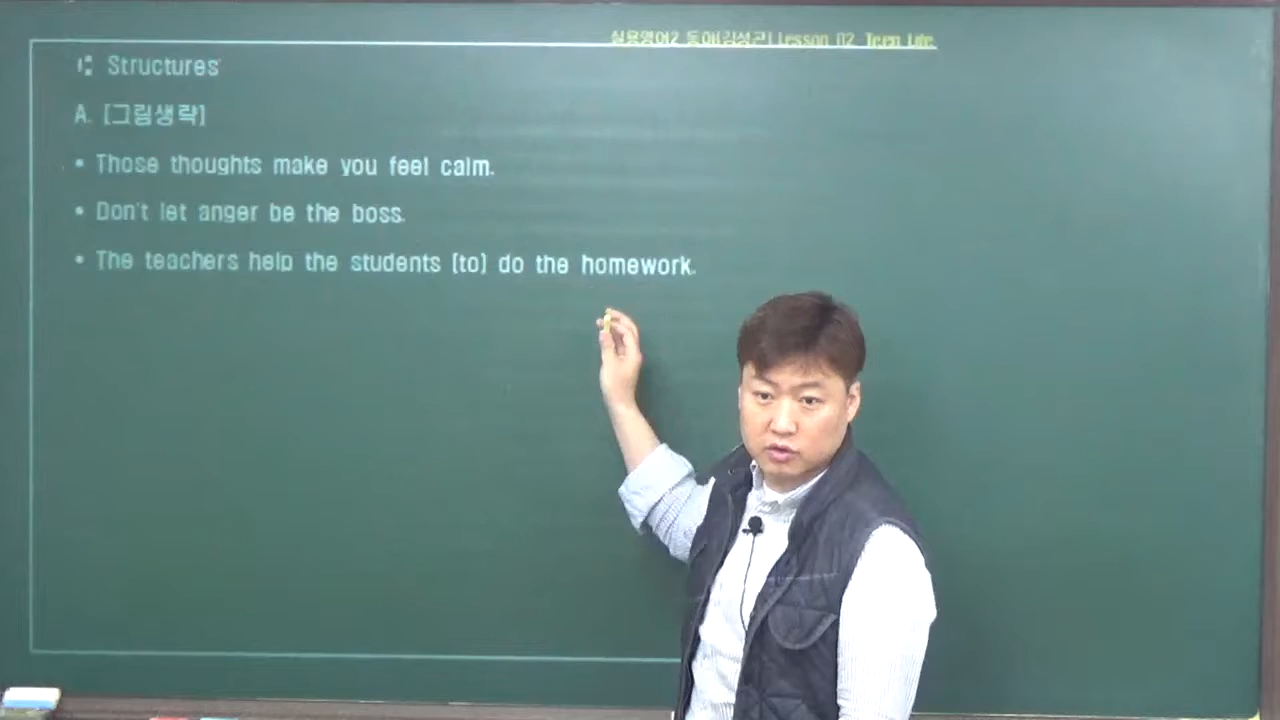 실용영어2 동아(김성곤) Lesson 02. Teen Life
Structures
A. [그림생략]
• Those thoughts make you feel calm.
• Don't let anger be the boss.
• The teachers help the students (to) do the homework.